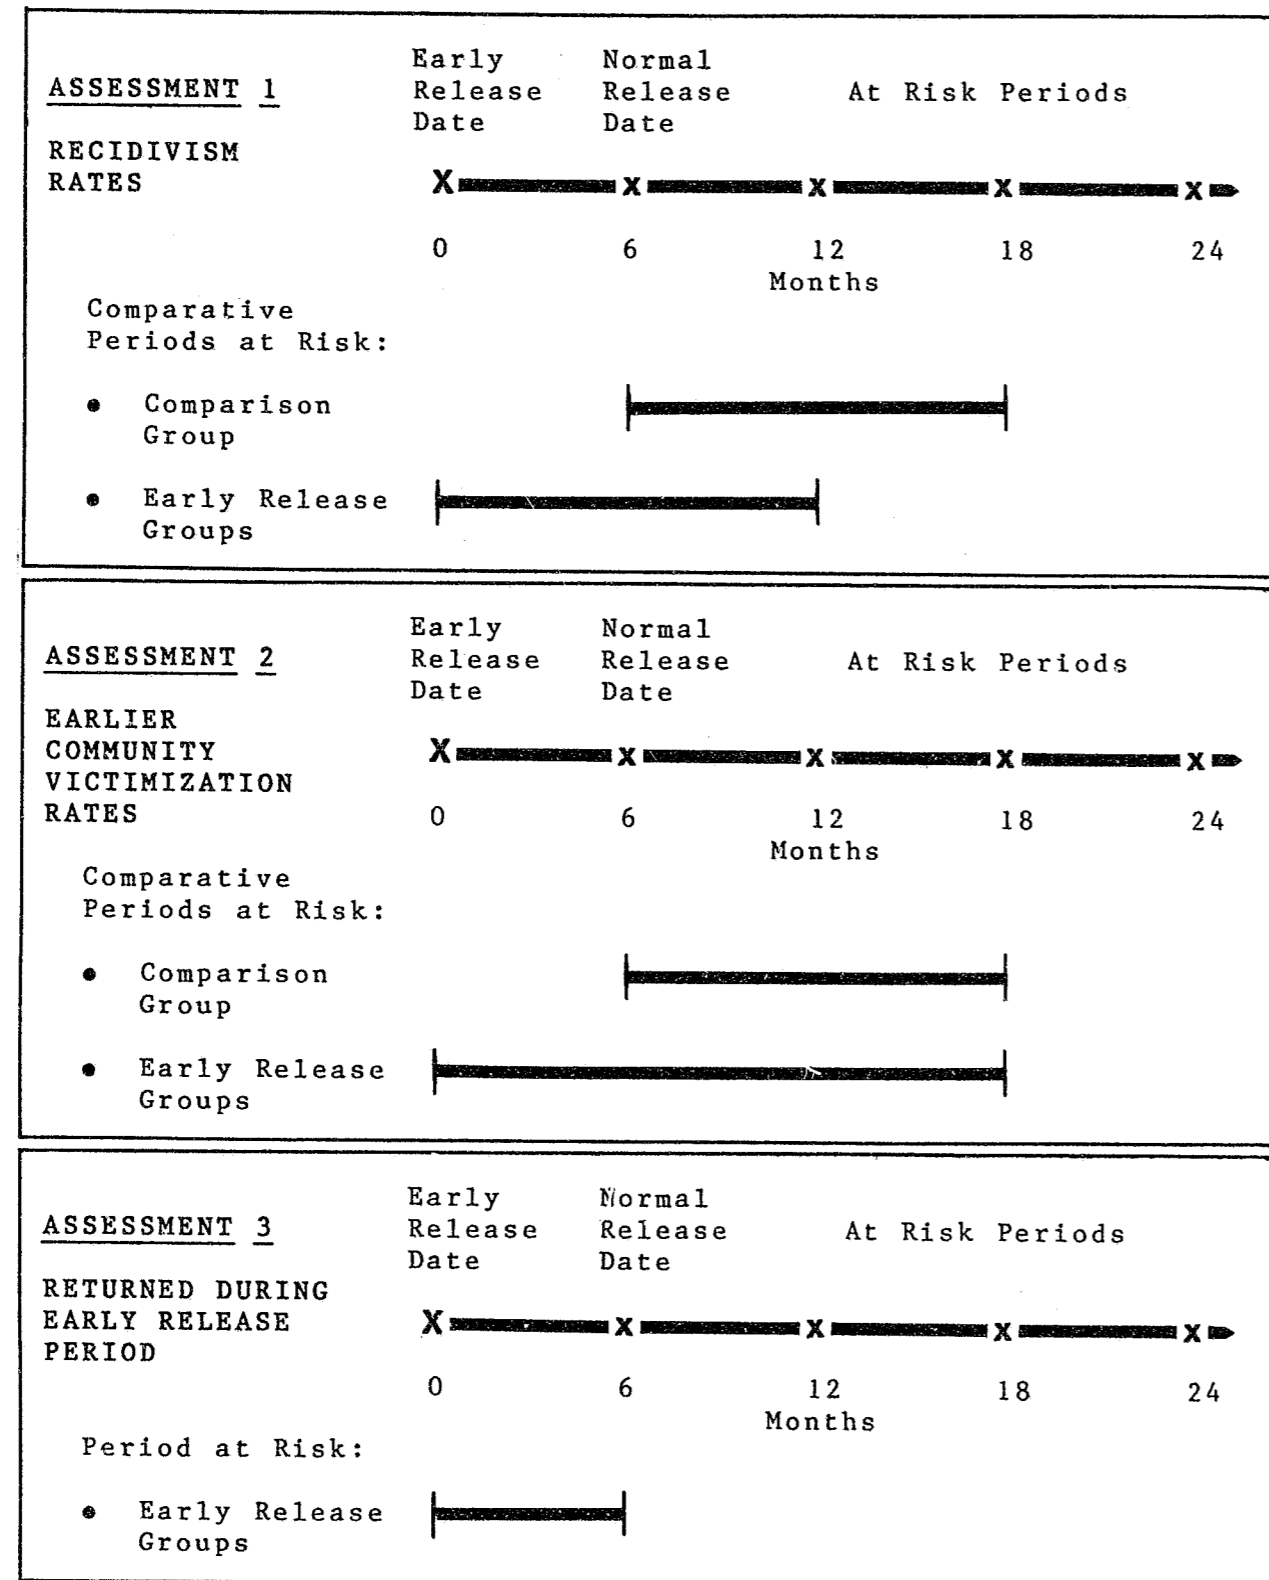 ASSESSMENT 1
Early Release Date
Normal Release Date
At Risk Periods
RECIDIVISM
RATES
X X X X X
0 6 12 18 24
Months
Comparative
Periods at Risk:
• Comparison
Group
• Early Release
Groups
ASSESSMENT 2
Early Release Date
Normal Release Date
At Risk Periods
EARLIER
COMMUNITY
VICTIMIZATION
RATES
X X X X X
0 6 12 18 24
Months
Comparative
Periods at Risk:
• Comparison
Group
• Early Release
Groups
ASSESSMENT 3
Early Release Date
Normal Release Date
At Risk Periods
RETURNED DURING
EARLY RELEASE
PERIOD
X X X X X
0 6 12 18 24
Months
Period at Risk:
• Early Release
Groups